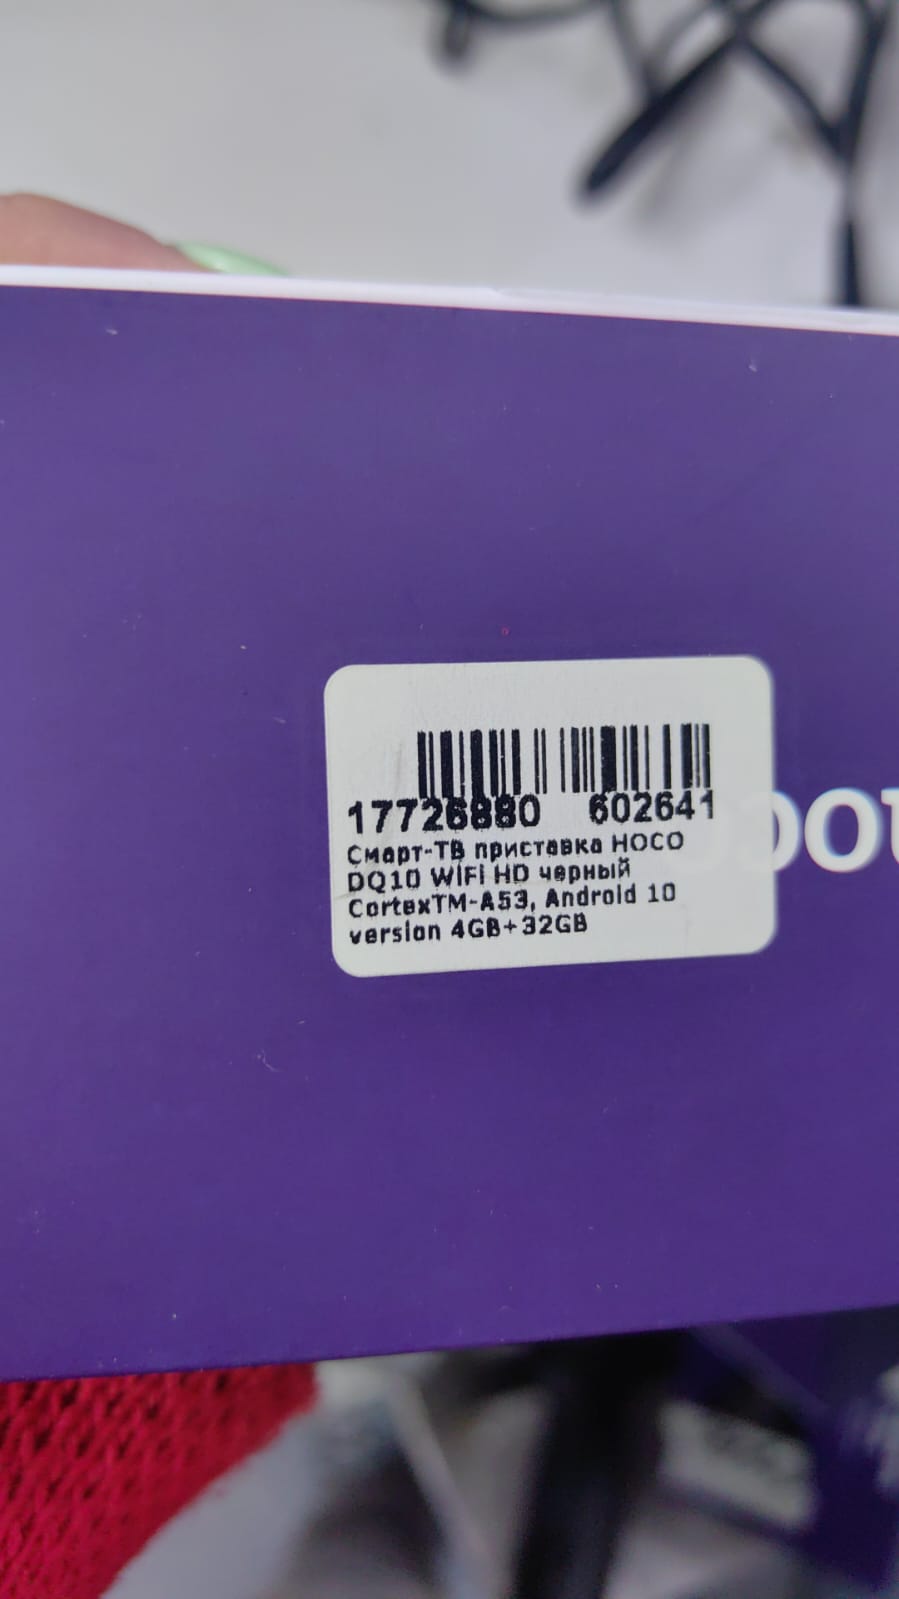 17726880 602641
Смарт-ТВ приставка HOCO
DQ10 WiFi HD черный
CortexTM-A53, Android 10
version 4GB+32GB